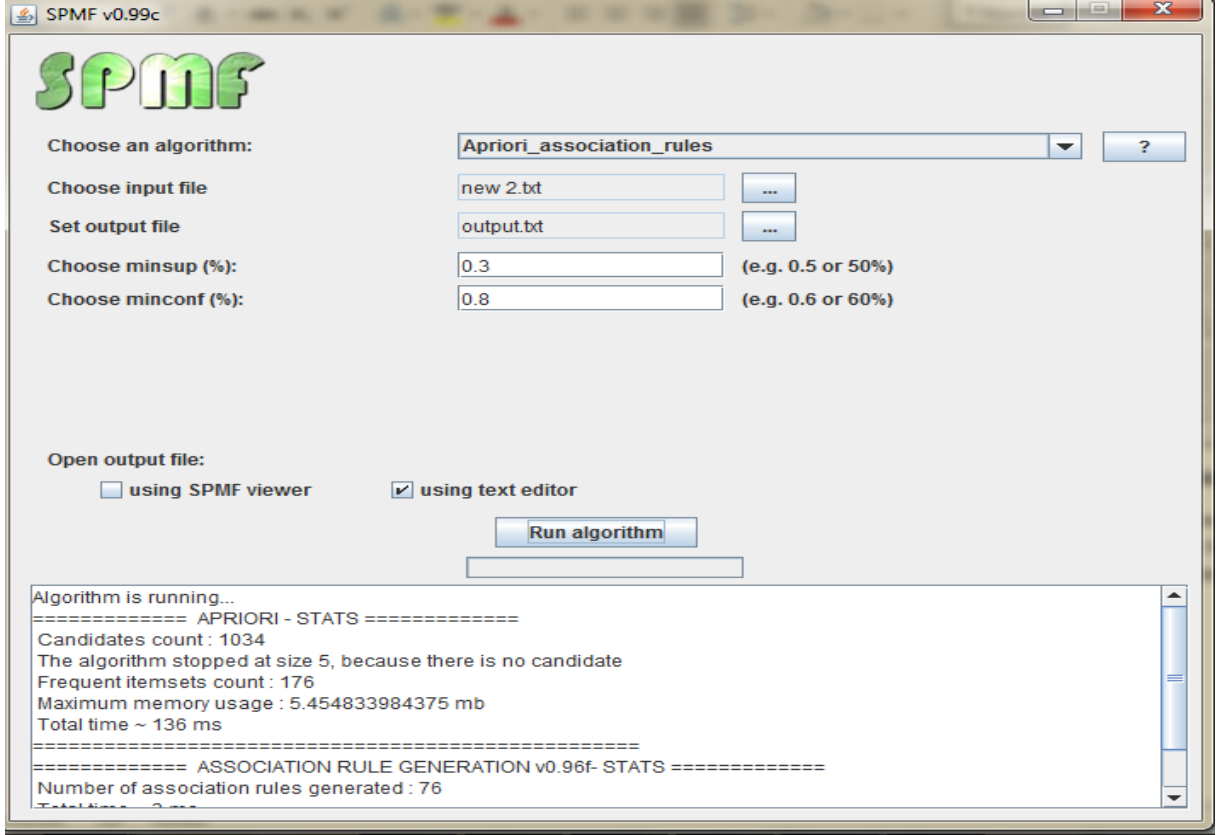 SPMF v0.99c
SPMF
Choose an algorithm: Apriori_association_rules ?
Choose input file new 2.txt ...
Set output file output.txt ...
Choose minsup (%): 0.3 (e.g. 0.5 or 50%)
Choose minconf (%): 0.8 (e.g. 0.6 or 60%)
Open output file:
using SPMF viewer using text editor
Run algorithm
Algorithm is running...
============= APRIORI - STATS =============
Candidates count : 1034
The algorithm stopped at size 5, because there is no candidate
Frequent itemsets count : 176
Maximum memory usage : 5.454833984375 mb
Total time ~ 136 ms
===================================================
============= ASSOCIATION RULE GENERATION v0.96f- STATS =============
Number of association rules generated : 76
Total time ~